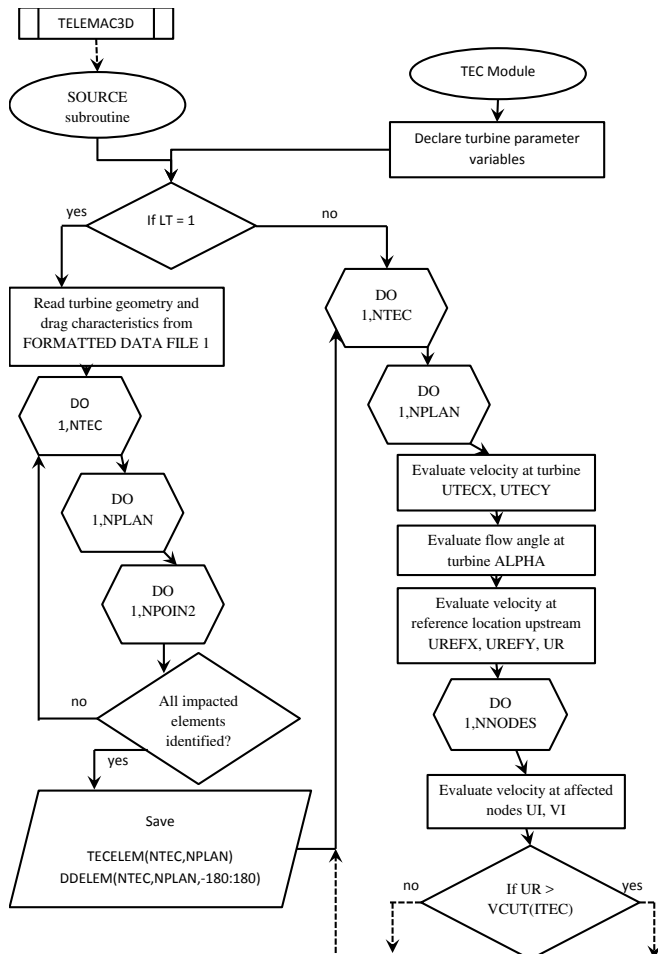 TELEMAC3D
SOURCE
subroutine
TEC Module
Declare turbine parameter
variables
If LT = 1
yes
no
Read turbine geometry and
drag characteristics from
FORMATTED DATA FILE 1
DO
1,NTEC
DO
1,NPLAN
DO
1,NPOIN2
All impacted
elements
identified?
no
yes
Save
TECELEM(NTEC,NPLAN)
DDELEM(NTEC,NPLAN,-180:180)
DO
1,NTEC
DO
1,NPLAN
Evaluate velocity at turbine
UTECX, UTECY
Evaluate flow angle at
turbine ALPHA
Evaluate velocity at
reference location upstream
UREFX, UREFY, UR
DO
1,NNODES
Evaluate velocity at affected
nodes UI, VI
If UR >
VCUT(ITEC)
no
yes